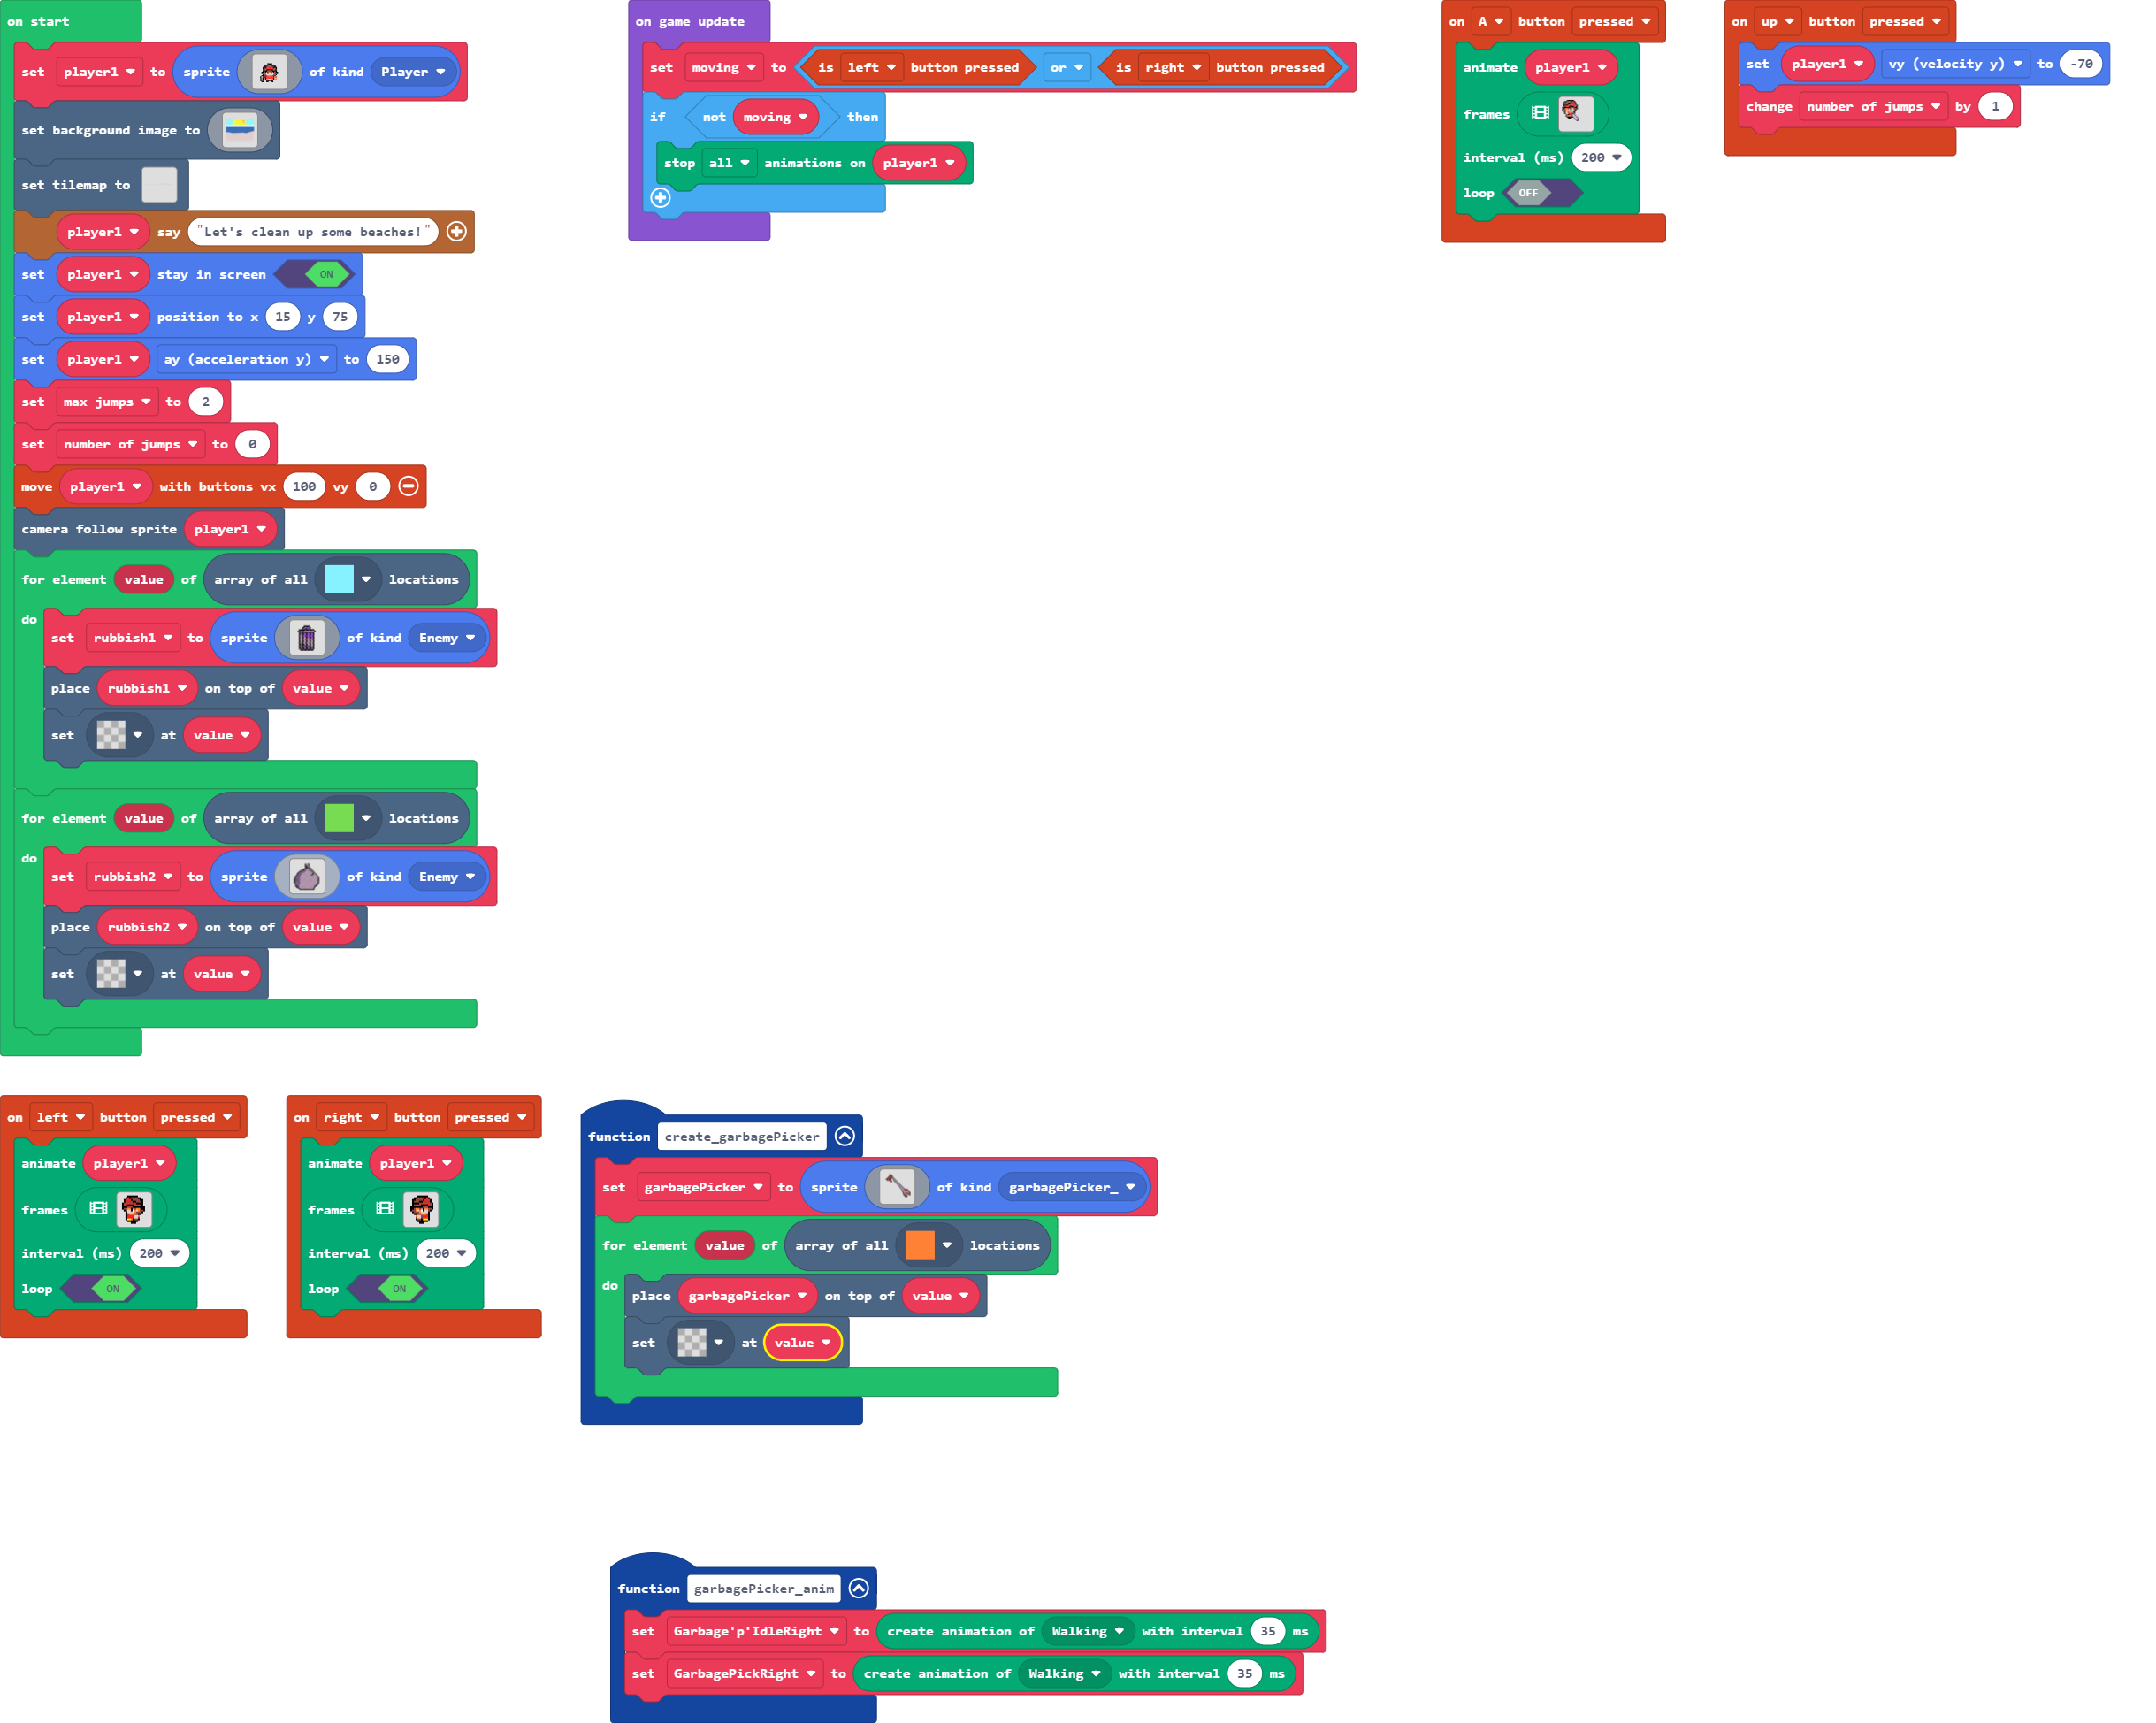 on start
set player1 to sprite of kind Player
set background image to
set tilemap to
player1 say "Let's clean up some beaches!"
set player1 stay in screen ON
set player1 position to x 15 y 75
set player1 ay (acceleration y) to 150
set max jumps to 2
set number of jumps to 0
move player1 with buttons vx 100 vy 0
camera follow sprite player1
for element value of array of all locations
do
set rubbish1 to sprite of kind Enemy
place rubbish1 on top of value
set at value
for element value of array of all locations
do
set rubbish2 to sprite of kind Enemy
place rubbish2 on top of value
set at value
on game update
set moving to is left button pressed or is right button pressed
if not moving then
stop all animations on player1
on A button pressed
animate player1
frames
interval (ms) 200
loop OFF
on up button pressed
set player1 vy (velocity y) to -70
change number of jumps by 1
on left button pressed
animate player1
frames
interval (ms) 200
loop ON
on right button pressed
animate player1
frames
interval (ms) 200
loop ON
function create_garbagePicker
set garbagePicker to sprite of kind garbagePicker_
for element value of array of all locations
do
place garbagePicker on top of value
set at value
function garbagePicker_anim
set Garbage'p'IdleRight to create animation of Walking with interval 35 ms
set GarbagePickRight to create animation of Walking with interval 35 ms